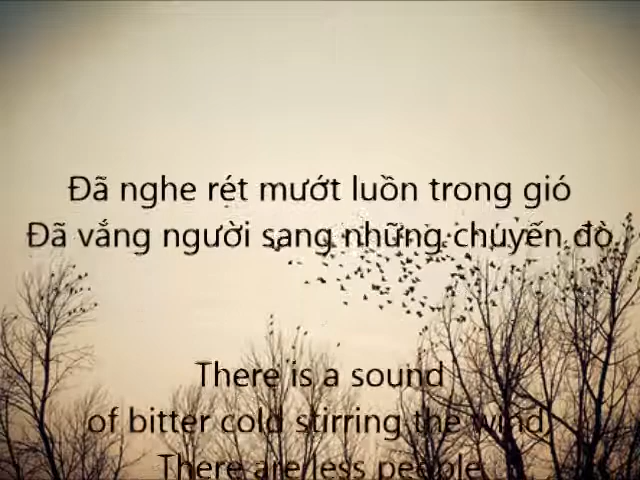 Đã nghe rét mướt luồn trong gió
Đã vắng người sang những chuyến đò
There is a sound
of bitter cold stirring the wind,
There are less people